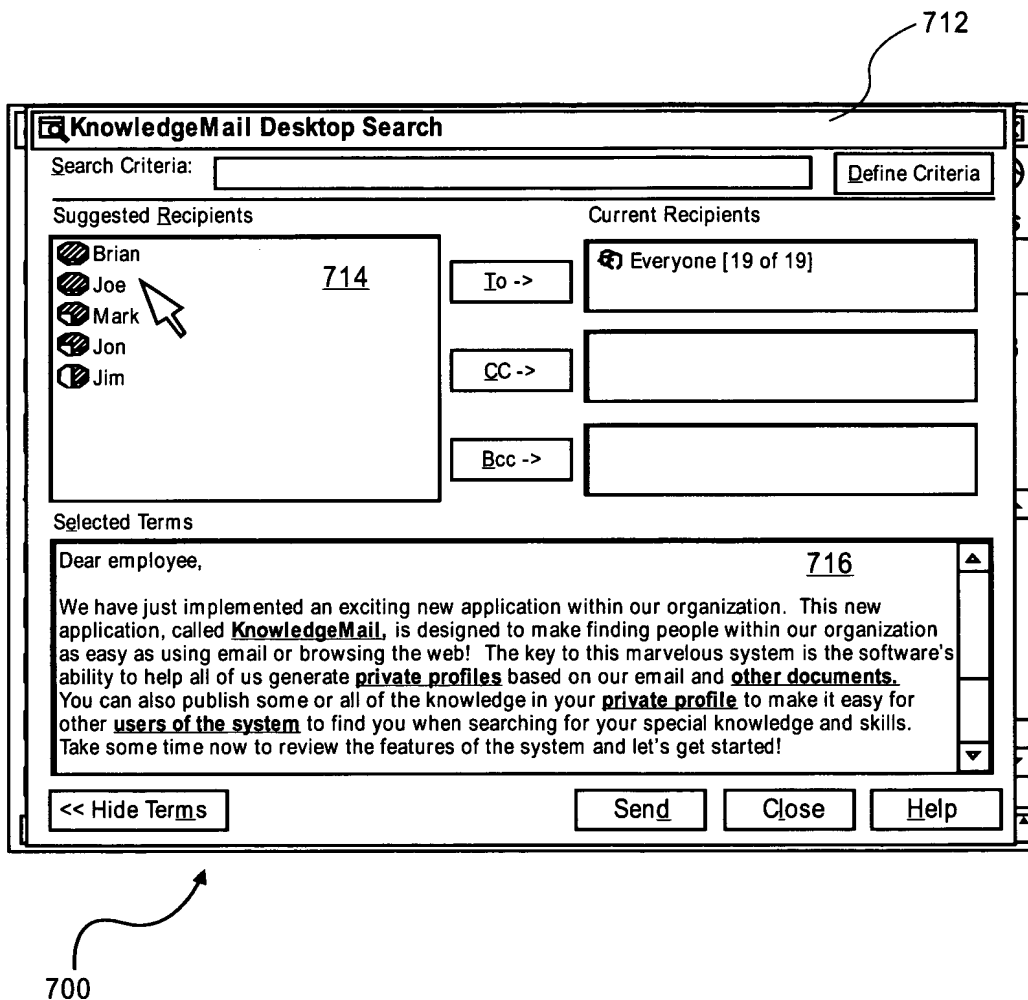 712
KnowledgeMail Desktop Search
Search Criteria:
Define Criteria
Suggested Recipients
Current Recipients
Brian
Joe
Mark
Jon
Jim
714
To ->
CC ->
Bcc ->
Everyone [19 of 19]
Selected Terms
Dear employee,
716
We have just implemented an exciting new application within our organization. This new
application, called KnowledgeMail, is designed to make finding people within our organization
as easy as using email or browsing the web! The key to this marvelous system is the software's
ability to help all of us generate private profiles based on our email and other documents.
You can also publish some or all of the knowledge in your private profile to make it easy for
other users of the system to find you when searching for your special knowledge and skills.
Take some time now to review the features of the system and let's get started!
<< Hide Terms
Send
Close
Help
700